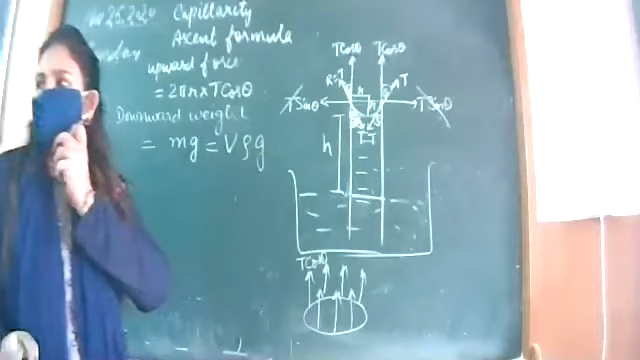 Capillarity
Ascent formula
upward force
= 2πr×TCosθ
Downward weight
= mg = Vρg
TCosθ TCosθ
R T
T
TSinθ
TSinθ
r
h
TCosθ